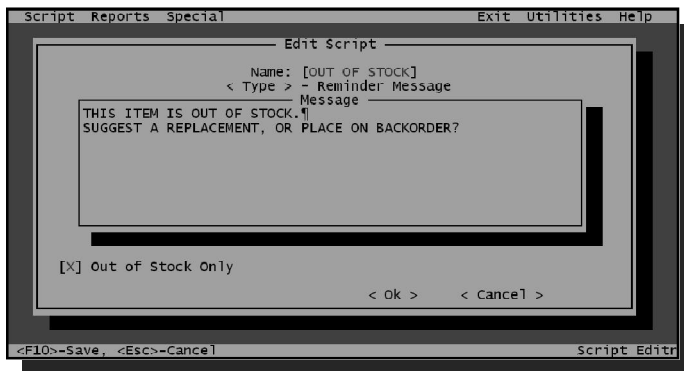 Script Reports Special Exit Utilities Help
Edit Script
Name: [OUT OF STOCK]
< Type > - Reminder Message
Message
THIS ITEM IS OUT OF STOCK.¶
SUGGEST A REPLACEMENT, OR PLACE ON BACKORDER?
[X] Out of Stock Only
< Ok > < Cancel >
<F10>-Save, <Esc>-Cancel Script Editr